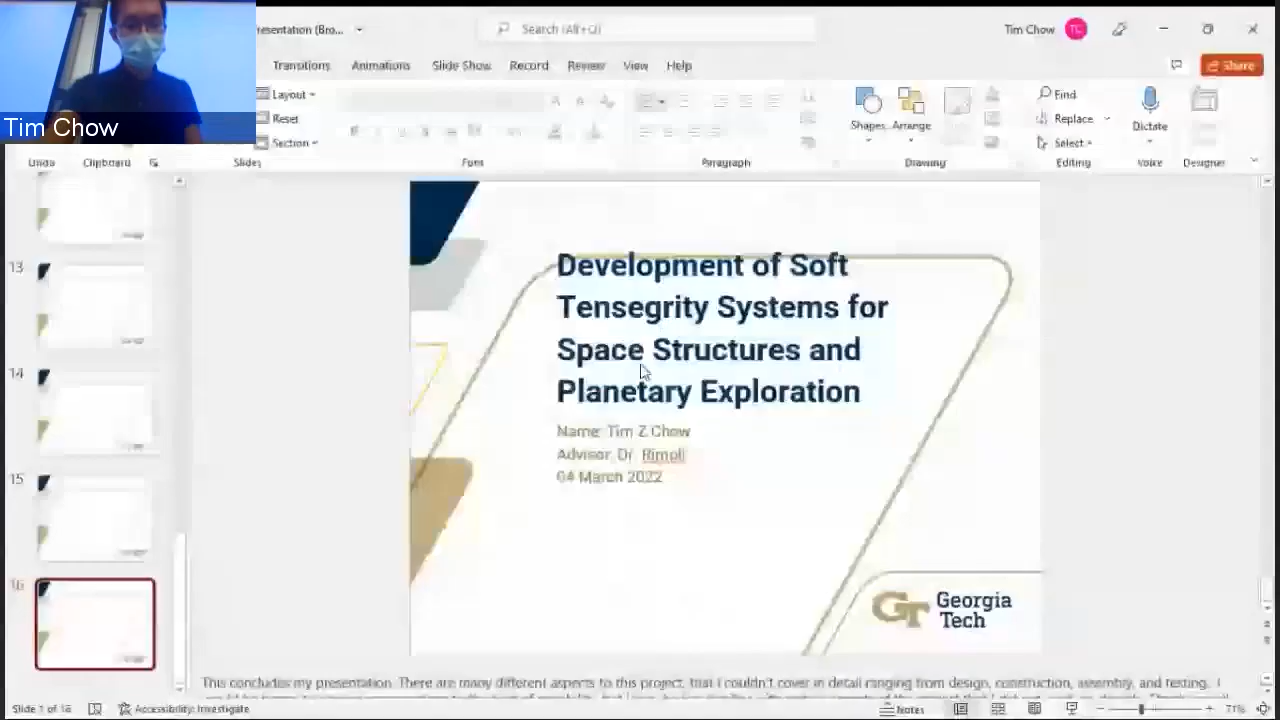 esentation (Bro...
Search (Alt+Q)
Tim Chow
TC
Transitions
Animations
Slide Show
Record
Review
View
Help
Share
Tim Chow
Layout
Reset
Section
Shapes
Arrange
Find
Replace
Select
Dictate
Undo
Clipboard
Slides
Font
Paragraph
Drawing
Editing
Voice
Designer
13
14
15
16
Development of Soft
Tensegrity Systems for
Space Structures and
Planetary Exploration
Name: Tim Z Chow
Advisor: Dr. Rimoli
04 March 2022
GT
Georgia
Tech
This concludes my presentation. There are many different aspects to this project, that I couldn't cover in detail ranging from design, construction, assembly, and testing. I
Slide 1 of 16
Accessibility: Investigate
Notes
71%